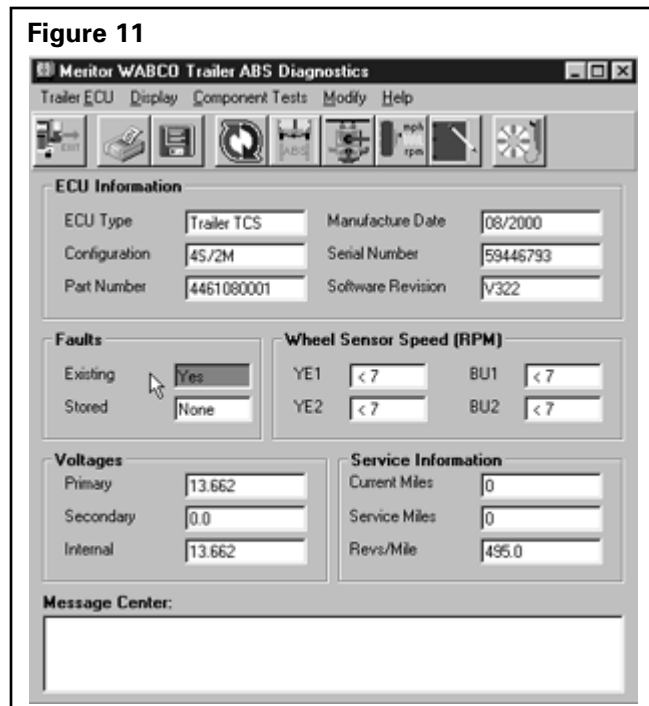 Figure 11
Meritor WABCO Trailer ABS Diagnostics
Trailer ECU Display Component Tests Modify Help
EXIT ABS mph rpm
ECU Information
ECU Type Trailer TCS Manufacture Date 08/2000
Configuration 4S/2M Serial Number 59446793
Part Number 4461080001 Software Revision V322
Faults Wheel Sensor Speed (RPM)
Existing Yes YE1 < 7 BU1 < 7
Stored None YE2 < 7 BU2 < 7
Voltages Service Information
Primary 13.662 Current Miles 0
Secondary 0.0 Service Miles 0
Internal 13.662 Revs/Mile 495.0
Message Center: